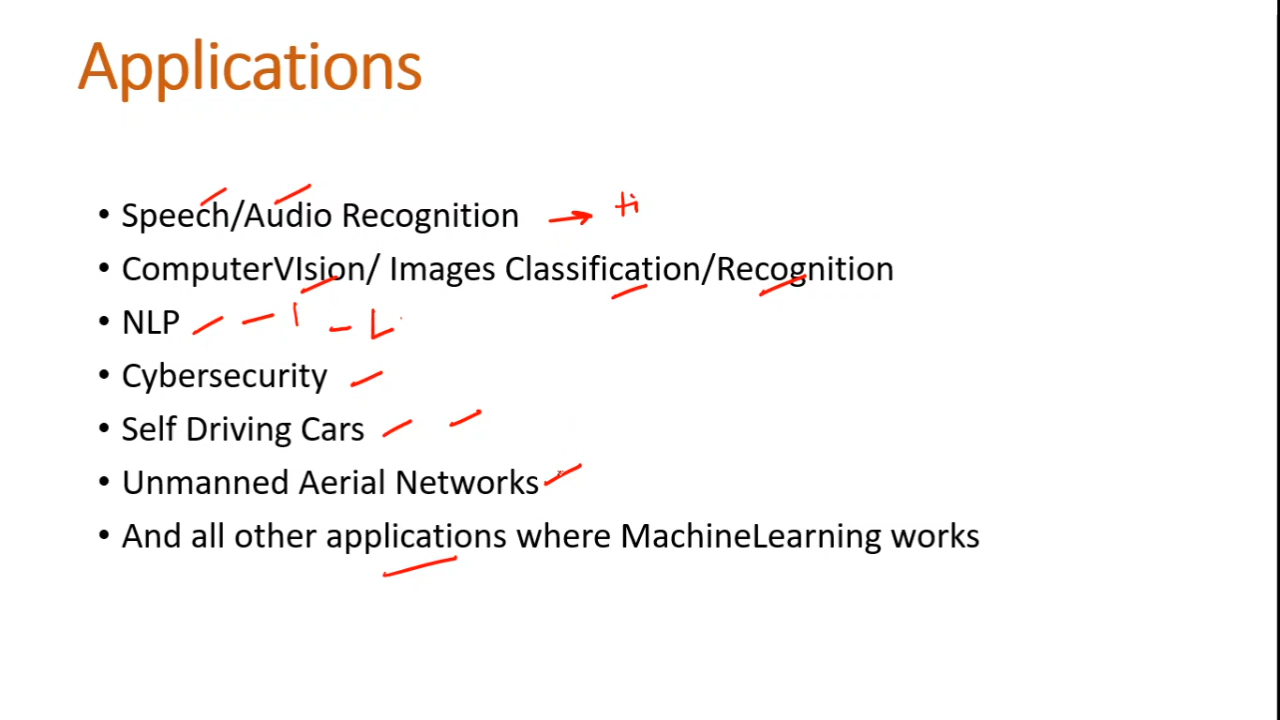 Applications
• Speech/Audio Recognition
• ComputerVIsion/ Images Classification/Recognition
• NLP
• Cybersecurity
• Self Driving Cars
• Unmanned Aerial Networks
• And all other applications where MachineLearning works